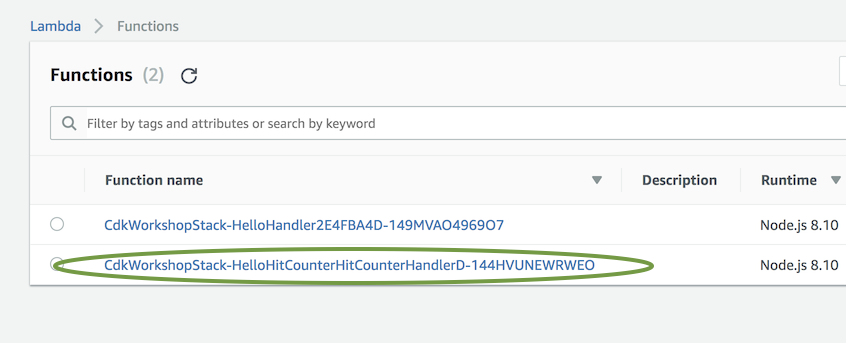 Lambda > Functions
Functions (2)
Filter by tags and attributes or search by keyword
Function name Description Runtime
CdkWorkshopStack-HelloHandler2E4FBA4D-149MVAO4969O7 Node.js 8.10
CdkWorkshopStack-HelloHitCounterHitCounterHandlerD-144HVUNEWRWEO Node.js 8.10